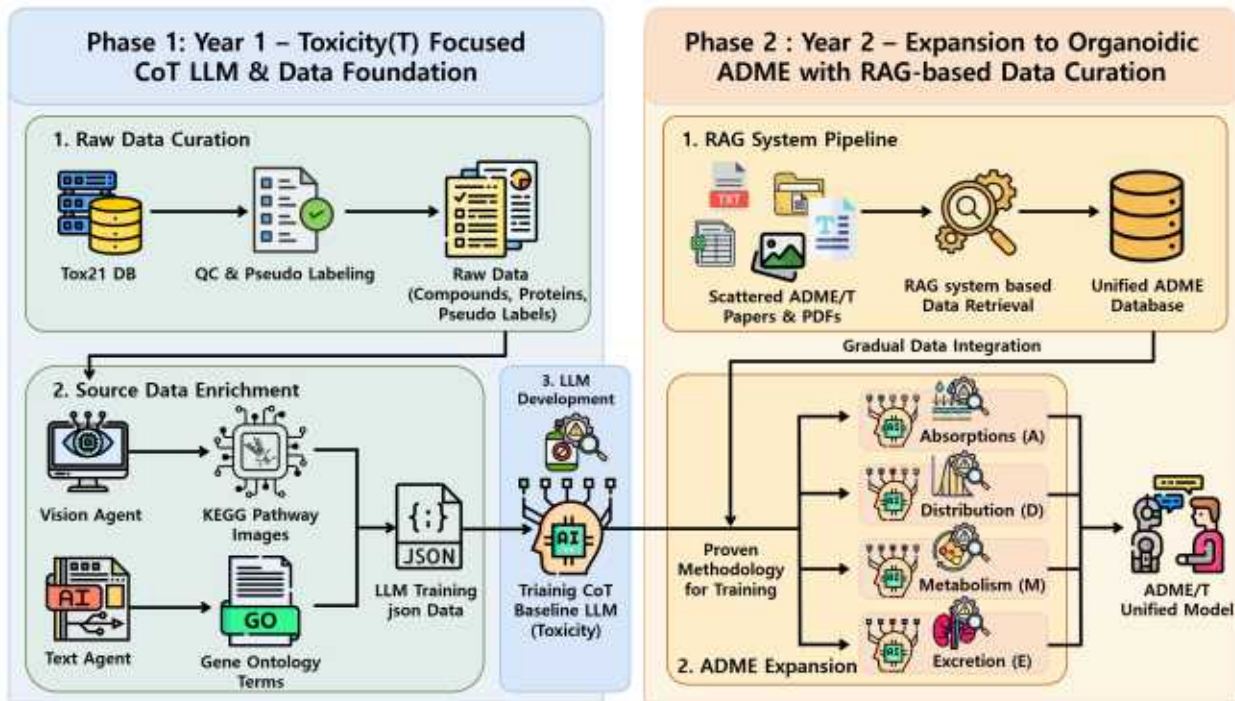 Phase 1: Year 1 – Toxicity(T) Focused
CoT LLM & Data Foundation
1. Raw Data Curation
Tox21 DB
QC & Pseudo Labeling
Raw Data
(Compounds, Proteins,
Pseudo Labels)
2. Source Data Enrichment
Vision Agent
KEGG Pathway
Images
AI
Text Agent
GO
Gene Ontology
Terms
{;}
JSON
LLM Training
json Data
3. LLM
Development
AI
Triainig CoT
Baseline LLM
(Toxicity)
Phase 2 : Year 2 – Expansion to Organoidic
ADME with RAG-based Data Curation
1. RAG System Pipeline
TXT
T
Scattered ADME/T
Papers & PDFs
RAG system based
Data Retrieval
Unified ADME
Database
Gradual Data Integration
Proven
Methodology
for Training
AI
Absorptions (A)
AI
Distribution (D)
AI
Metabolism (M)
AI
Excretion (E)
2. ADME Expansion
ADME/T
Unified Model